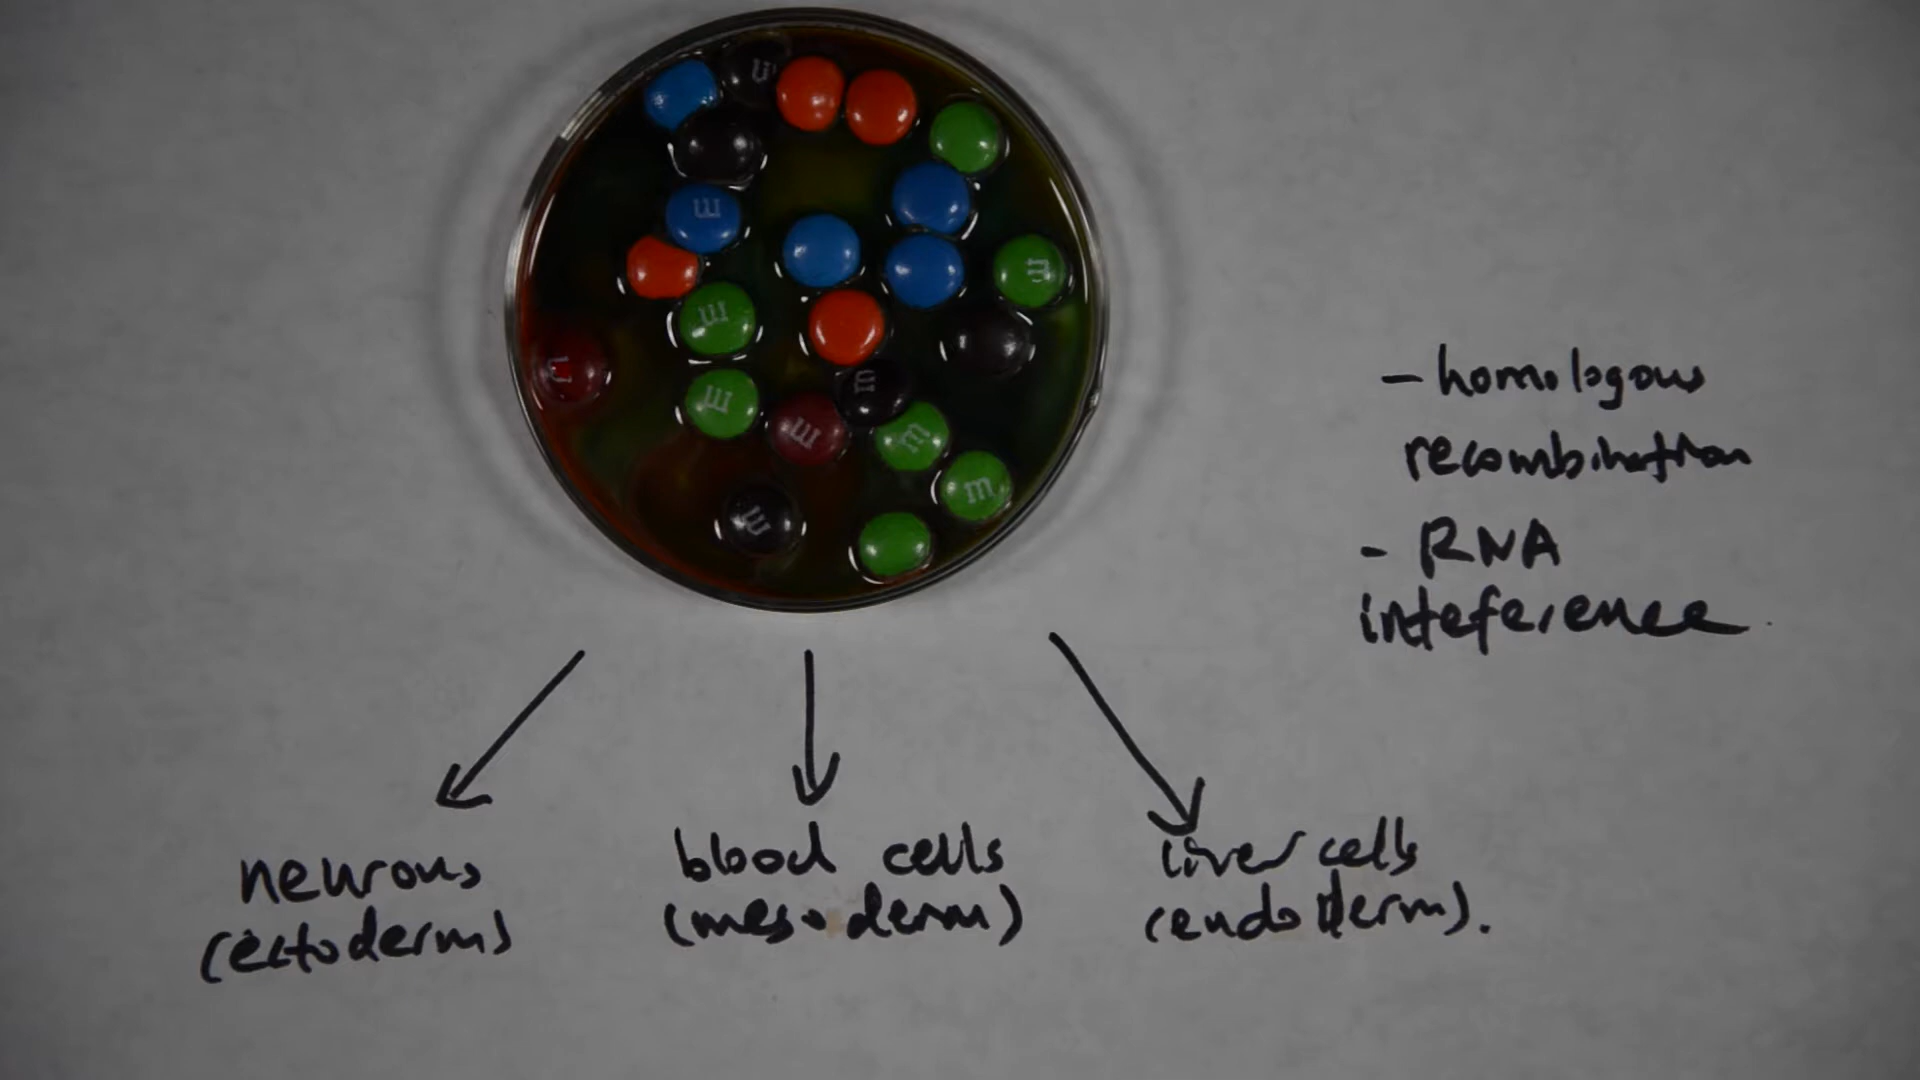 - homologous
recombination
- RNA
inteference.
neurons
(ectoderm)
blood cells
(mesoderm)
liver cells
(endoderm).
m
m
m
m
m
m
m
m
m
m